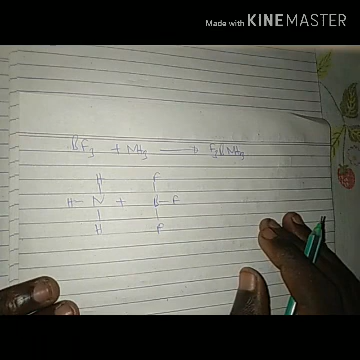 Made with KINEMASTER
BF3 + NH3 → F3BNH3
H F
H - N + B - F
H F